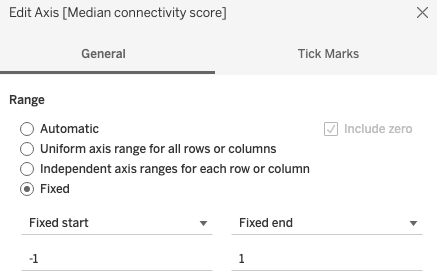 Edit Axis [Median connectivity score]
General Tick Marks
Range
Automatic Include zero
Uniform axis range for all rows or columns
Independent axis ranges for each row or column
Fixed
Fixed start Fixed end
-1 1